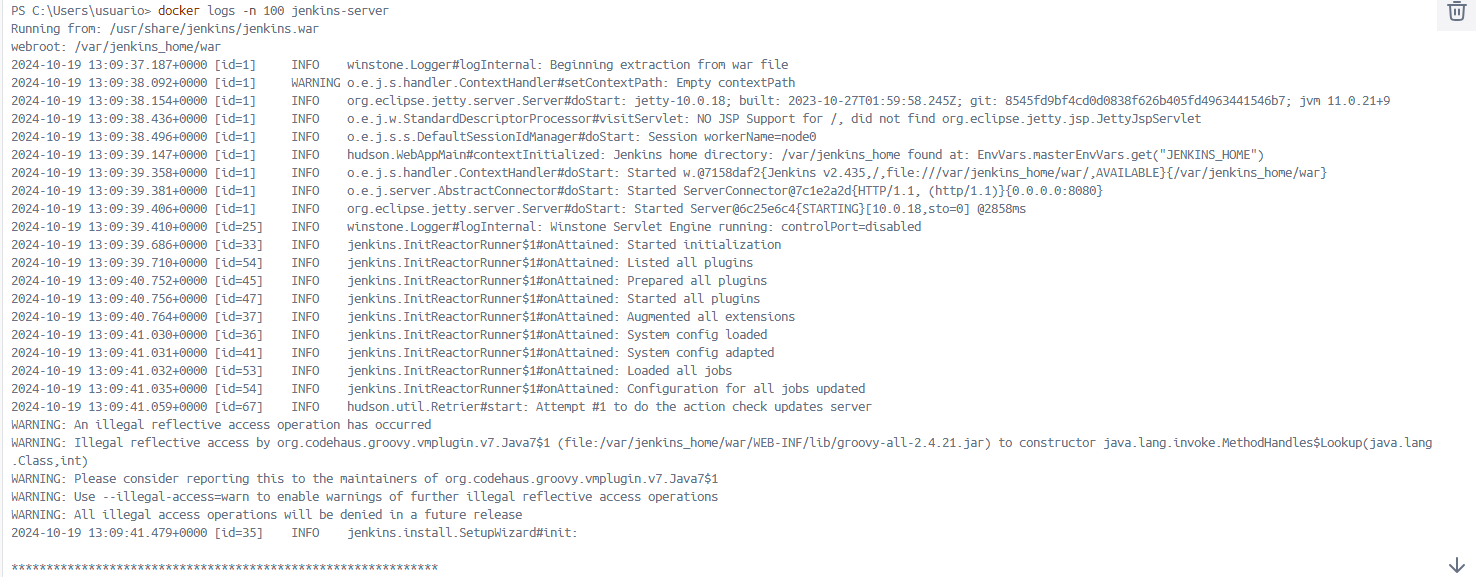 PS C:\Users\usuario> docker logs -n 100 jenkins-server
Running from: /usr/share/jenkins/jenkins.war
webroot: /var/jenkins_home/war
2024-10-19 13:09:37.187+0000 [id=1]     INFO    winstone.Logger#logInternal: Beginning extraction from war file
2024-10-19 13:09:38.092+0000 [id=1]     WARNING o.e.j.s.handler.ContextHandler#setContextPath: Empty contextPath
2024-10-19 13:09:38.154+0000 [id=1]     INFO    org.eclipse.jetty.server.Server#doStart: jetty-10.0.18; built: 2023-10-27T01:59:58.245Z; git: 8545fd9bf4cd0d0838f626b405fd4963441546b7; jvm 11.0.21+9
2024-10-19 13:09:38.436+0000 [id=1]     INFO    o.e.j.w.StandardDescriptorProcessor#visitServlet: NO JSP Support for /, did not find org.eclipse.jetty.jsp.JettyJspServlet
2024-10-19 13:09:38.496+0000 [id=1]     INFO    o.e.j.s.s.DefaultSessionIdManager#doStart: Session workerName=node0
2024-10-19 13:09:39.147+0000 [id=1]     INFO    hudson.WebAppMain#contextInitialized: Jenkins home directory: /var/jenkins_home found at: EnvVars.masterEnvVars.get("JENKINS_HOME")
2024-10-19 13:09:39.358+0000 [id=1]     INFO    o.e.j.s.handler.ContextHandler#doStart: Started w.@7158daf2{Jenkins v2.435,/,file:///var/jenkins_home/war/,AVAILABLE}{/var/jenkins_home/war}
2024-10-19 13:09:39.381+0000 [id=1]     INFO    o.e.j.server.AbstractConnector#doStart: Started ServerConnector@7c1e2a2d{HTTP/1.1, (http/1.1)}{0.0.0.0:8080}
2024-10-19 13:09:39.406+0000 [id=1]     INFO    org.eclipse.jetty.server.Server#doStart: Started Server@6c25e6c4{STARTING}[10.0.18,sto=0] @2858ms
2024-10-19 13:09:39.410+0000 [id=25]    INFO    winstone.Logger#logInternal: Winstone Servlet Engine running: controlPort=disabled
2024-10-19 13:09:39.686+0000 [id=33]    INFO    jenkins.InitReactorRunner$1#onAttained: Started initialization
2024-10-19 13:09:39.710+0000 [id=54]    INFO    jenkins.InitReactorRunner$1#onAttained: Listed all plugins
2024-10-19 13:09:40.752+0000 [id=45]    INFO    jenkins.InitReactorRunner$1#onAttained: Prepared all plugins
2024-10-19 13:09:40.756+0000 [id=47]    INFO    jenkins.InitReactorRunner$1#onAttained: Started all plugins
2024-10-19 13:09:40.764+0000 [id=37]    INFO    jenkins.InitReactorRunner$1#onAttained: Augmented all extensions
2024-10-19 13:09:41.030+0000 [id=36]    INFO    jenkins.InitReactorRunner$1#onAttained: System config loaded
2024-10-19 13:09:41.031+0000 [id=41]    INFO    jenkins.InitReactorRunner$1#onAttained: System config adapted
2024-10-19 13:09:41.032+0000 [id=53]    INFO    jenkins.InitReactorRunner$1#onAttained: Loaded all jobs
2024-10-19 13:09:41.035+0000 [id=54]    INFO    jenkins.InitReactorRunner$1#onAttained: Configuration for all jobs updated
2024-10-19 13:09:41.059+0000 [id=67]    INFO    hudson.util.Retrier#start: Attempt #1 to do the action check updates server
WARNING: An illegal reflective access operation has occurred
WARNING: Illegal reflective access by org.codehaus.groovy.vmplugin.v7.Java7$1 (file:/var/jenkins_home/war/WEB-INF/lib/groovy-all-2.4.21.jar) to constructor java.lang.invoke.MethodHandles$Lookup(java.lang
.Class,int)
WARNING: Please consider reporting this to the maintainers of org.codehaus.groovy.vmplugin.v7.Java7$1
WARNING: Use --illegal-access=warn to enable warnings of further illegal reflective access operations
WARNING: All illegal access operations will be denied in a future release
2024-10-19 13:09:41.479+0000 [id=35]    INFO    jenkins.install.SetupWizard#init:
*************************************************************